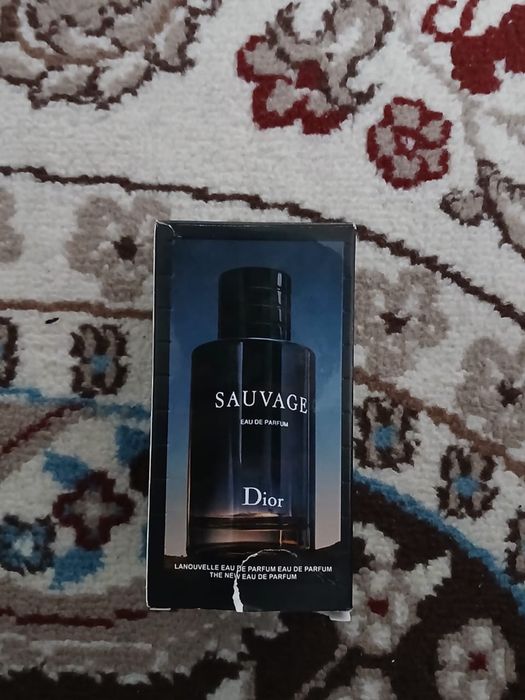 SAUVAGE
EAU DE PARFUM
Dior
LANOUVELLE EAU DE PARFUM EAU DE PARFUM
THE NEW EAU DE PARFUM